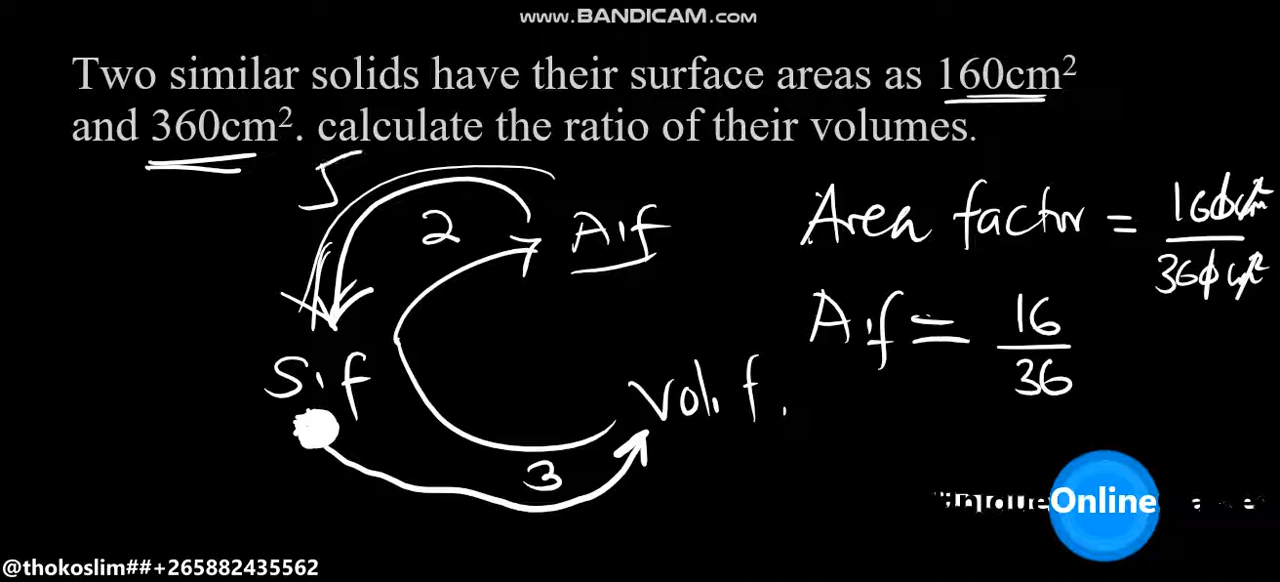 www.BANDICAM.com
Two similar solids have their surface areas as 160cm²
and 360cm². calculate the ratio of their volumes.
2
A.f
Area factor = 160cm² / 360cm²
A.f = 16 / 36
S.f
Vol. f.
3
Online
@thokoslim##+265882435562